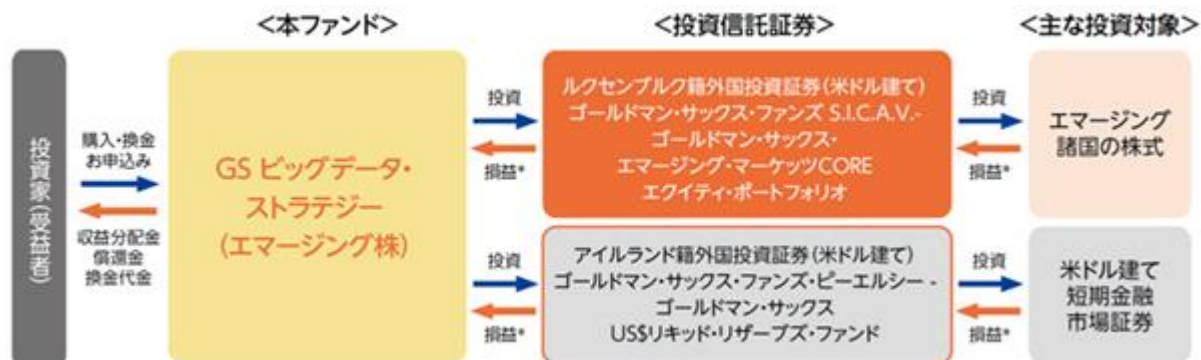 ＜本ファンド＞
＜投資信託証券＞
＜主な投資対象＞
投資家(受益者)
購入・換金
お申込み
収益分配金
償還金
換金代金
GS ビッグデータ・
ストラテジー
(エマージング株)
投資
損益*
ルクセンブルク籍外国投資証券(米ドル建て)
ゴールドマン・サックス・ファンズ S.I.C.A.V.-
ゴールドマン・サックス・
エマージング・マーケッツCORE
エクイティ・ポートフォリオ
投資
損益*
エマージング
諸国の株式
投資
損益*
アイルランド籍外国投資証券(米ドル建て)
ゴールドマン・サックス・ファンズ・ピーエルシー -
ゴールドマン・サックス
US$リキッド・リザーブズ・ファンド
投資
損益*
米ドル建て
短期金融
市場証券